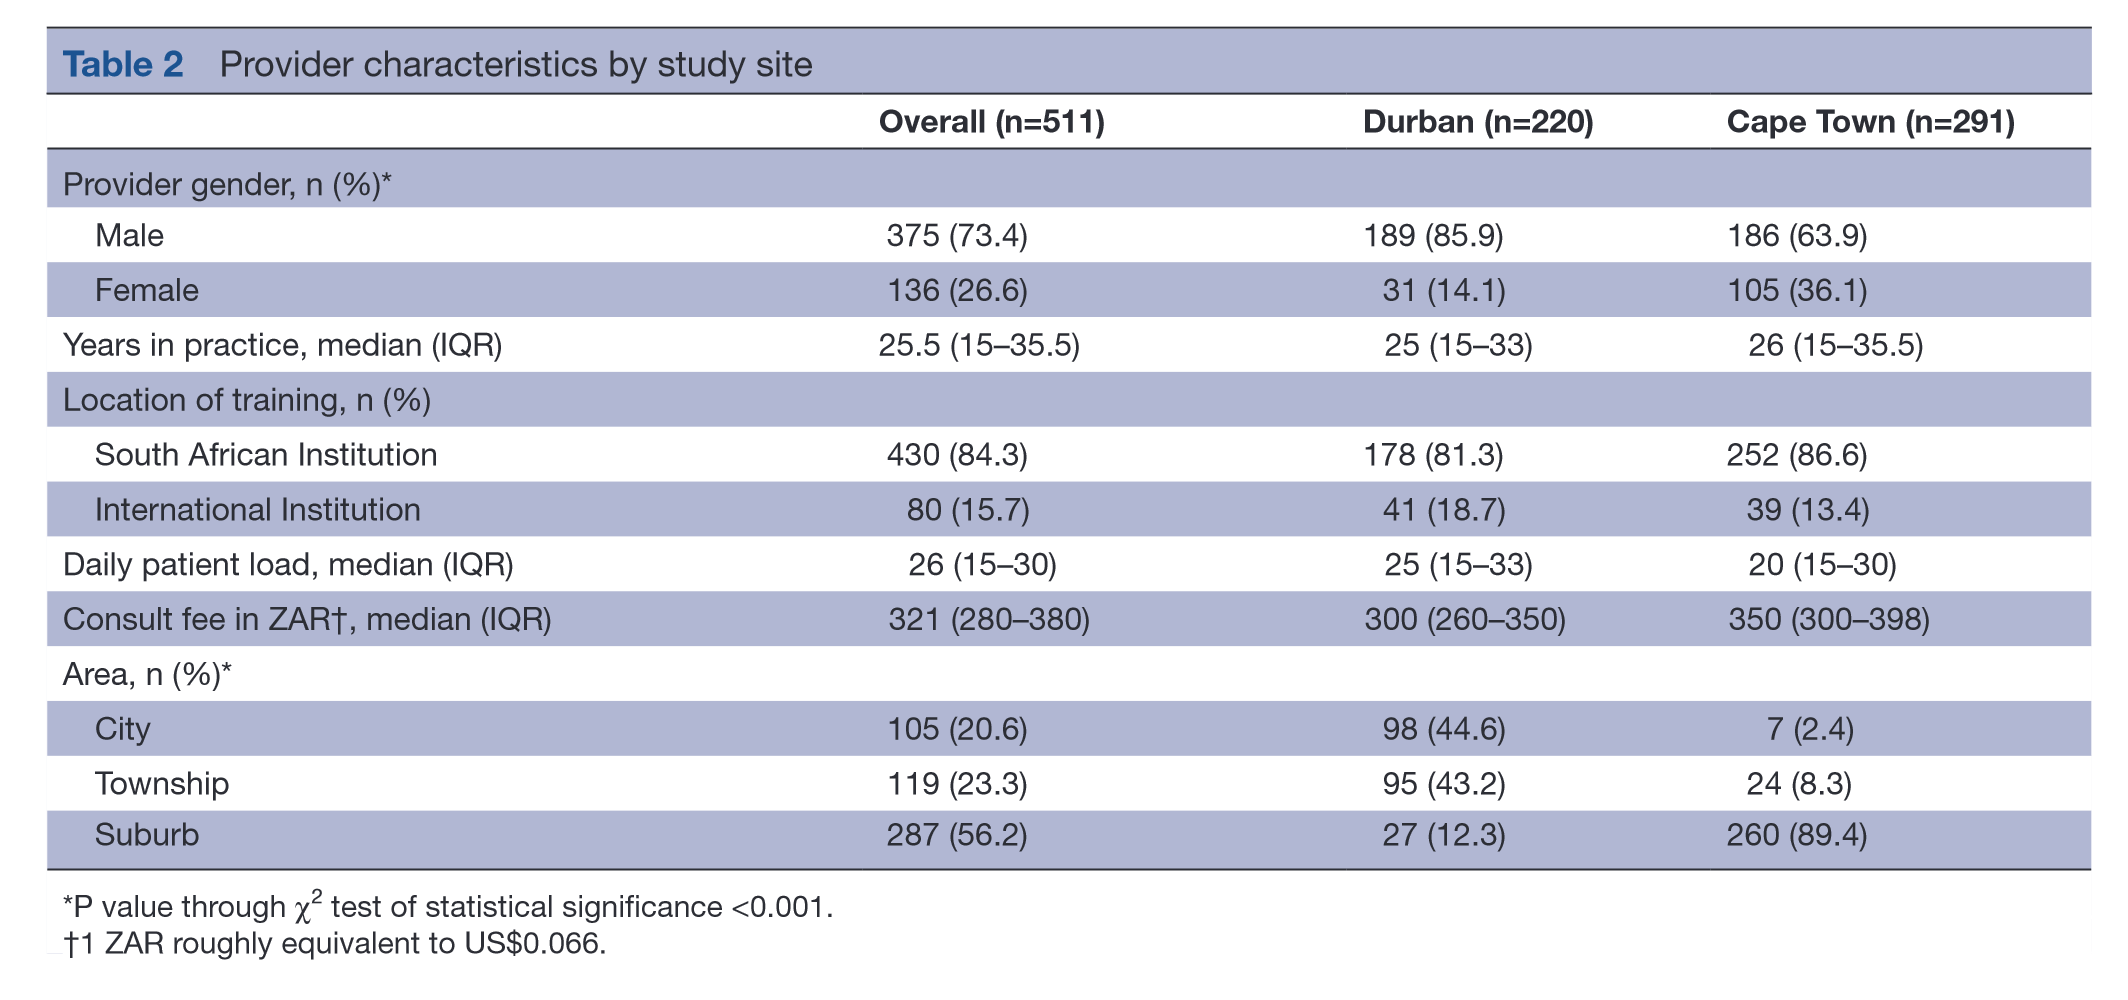 Table 2 Provider characteristics by study site
Overall (n=511) Durban (n=220) Cape Town (n=291)
Provider gender, n (%)*
Male 375 (73.4) 189 (85.9) 186 (63.9)
Female 136 (26.6) 31 (14.1) 105 (36.1)
Years in practice, median (IQR) 25.5 (15–35.5) 25 (15–33) 26 (15–35.5)
Location of training, n (%)
South African Institution 430 (84.3) 178 (81.3) 252 (86.6)
International Institution 80 (15.7) 41 (18.7) 39 (13.4)
Daily patient load, median (IQR) 26 (15–30) 25 (15–33) 20 (15–30)
Consult fee in ZAR†, median (IQR) 321 (280–380) 300 (260–350) 350 (300–398)
Area, n (%)*
City 105 (20.6) 98 (44.6) 7 (2.4)
Township 119 (23.3) 95 (43.2) 24 (8.3)
Suburb 287 (56.2) 27 (12.3) 260 (89.4)
*P value through χ² test of statistical significance <0.001.
†1 ZAR roughly equivalent to US$0.066.